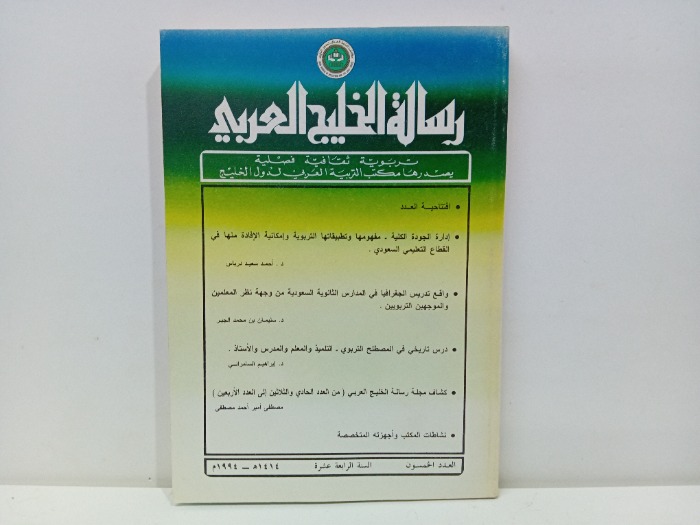 رسالة الخليج العربي
تربوية ثقافية فصلية
يصدرها مكتب التربية العربي لدول الخليج
• افتتاحية العدد
• إدارة الجودة الكلية ـ مفهومها وتطبيقاتها التربوية وإمكانية الإفادة منها في
القطاع التعليمي السعودي .
د . أحمد سعيد درباس
• واقع تدريس الجغرافيا في المدارس الثانوية السعودية من وجهة نظر المعلمين
والموجهين التربويين .
د. سليمان بن محمد الجبر
• درس تاريخي في المصطلح التربوي ـ التلميذ والمعلم والمدرس والأستاذ .
د. إبراهيم السامرائي
• كشاف مجلة رسالة الخليج العربي ( من العدد الحادي والثلاثين إلى العدد الأربعين )
مصطفى أمير أحمد مصطفى
• نشاطات المكتب وأجهزته المتخصصة
العدد الخمسون السنة الرابعة عشرة ١٤١٤هـ ـ ١٩٩٤م